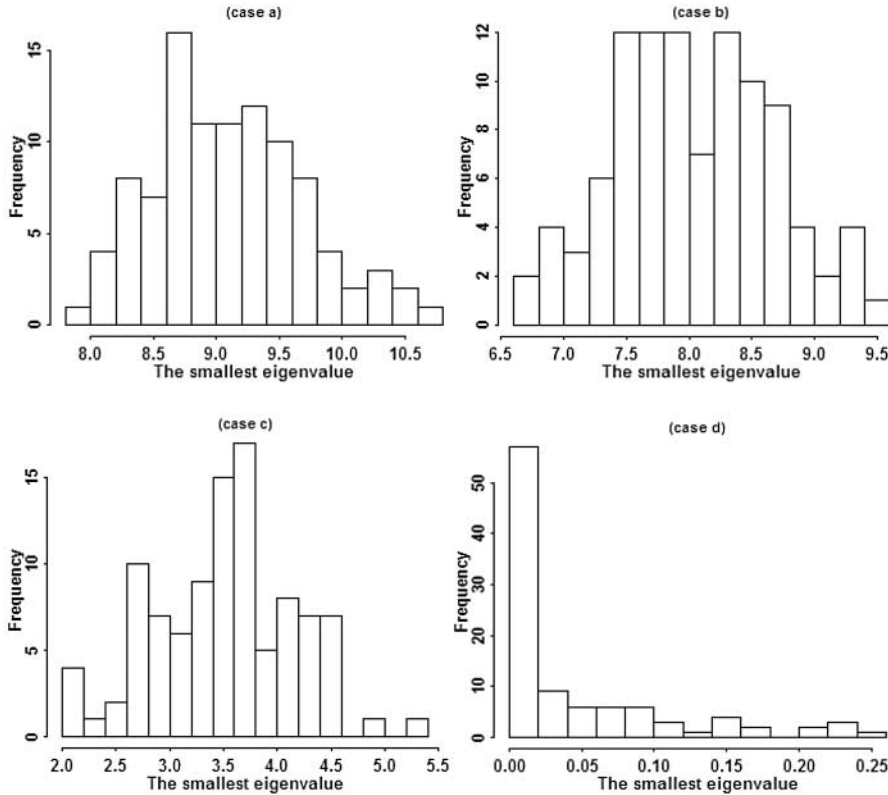 (case a)
Frequency
15
10
5
0
8.0 8.5 9.0 9.5 10.0 10.5
The smallest eigenvalue
(case b)
Frequency
12
10
8
6
4
2
0
6.5 7.0 7.5 8.0 8.5 9.0 9.5
The smallest eigenvalue
(case c)
Frequency
15
10
5
0
2.0 2.5 3.0 3.5 4.0 4.5 5.0 5.5
The smallest eigenvalue
(case d)
Frequency
50
40
30
20
10
0
0.00 0.05 0.10 0.15 0.20 0.25
The smallest eigenvalue